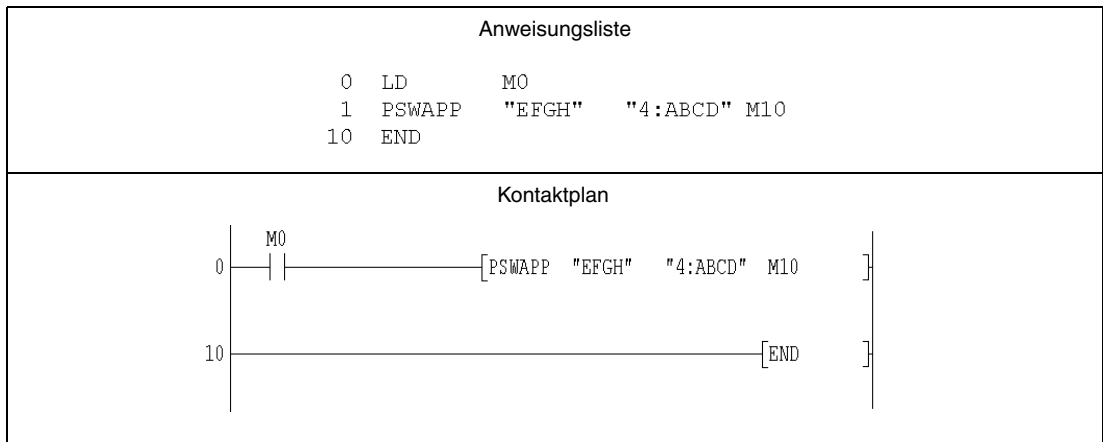 Anweisungsliste
0 LD M0
1 PSWAPP "EFGH" "4:ABCD" M10
10 END
Kontaktplan
M0
0 [PSWAPP "EFGH" "4:ABCD" M10 ]
10 [END ]